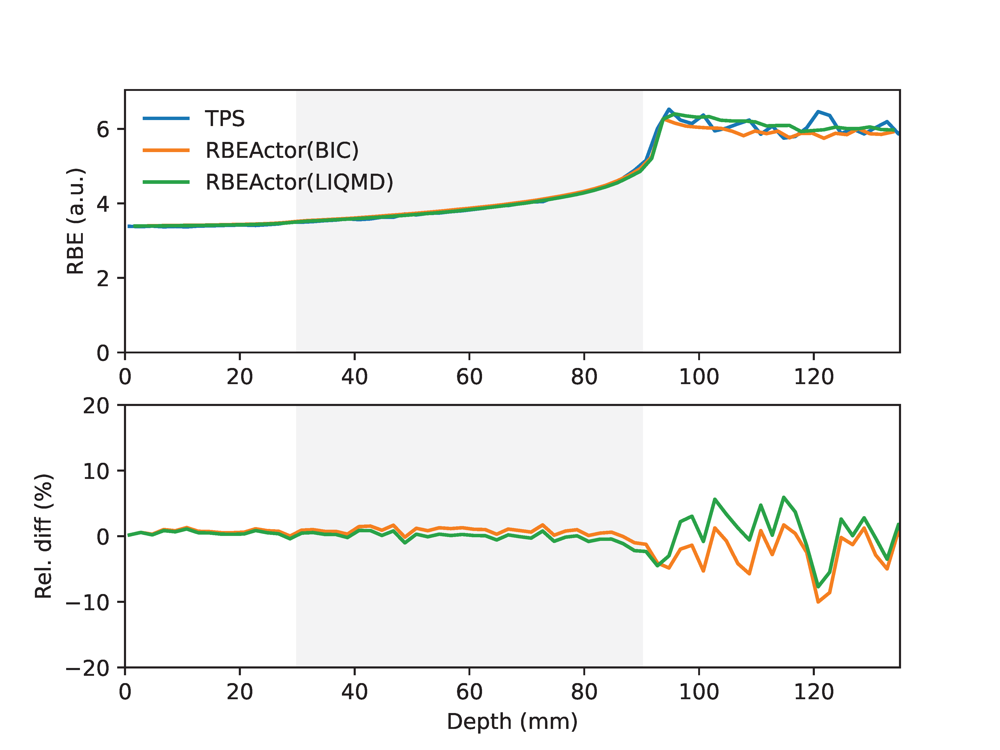 TPS
RBEActor(BIC)
RBEActor(LIQMD)
RBE (a.u.)
6
4
2
0
0 20 40 60 80 100 120
Rel. diff (%)
20
10
0
−10
−20
0 20 40 60 80 100 120
Depth (mm)